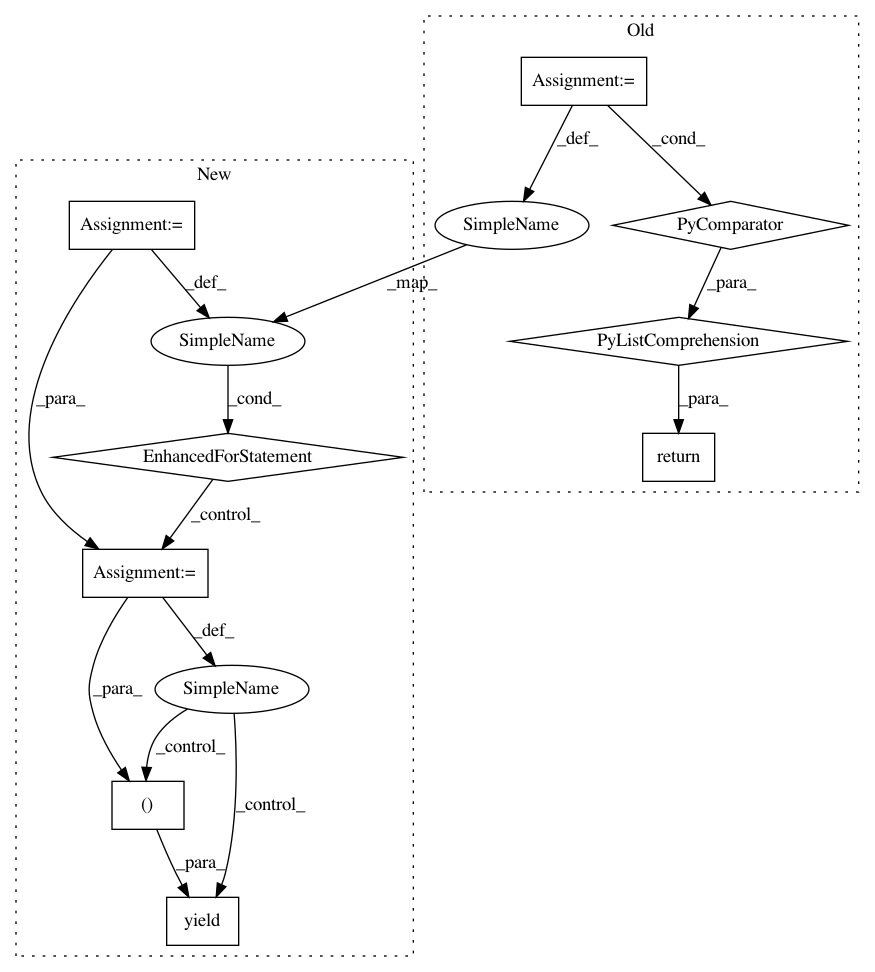 Old
Assignment:=
_def_
_cond_
New
Assignment:=
SimpleName
PyComparator
_def_
_map_
_para_
SimpleName
PyListComprehension
_para_
_cond_
_para_
EnhancedForStatement
return
_control_
Assignment:=
_def_
_para_
SimpleName
_control_
()
_control_
_para_
yield